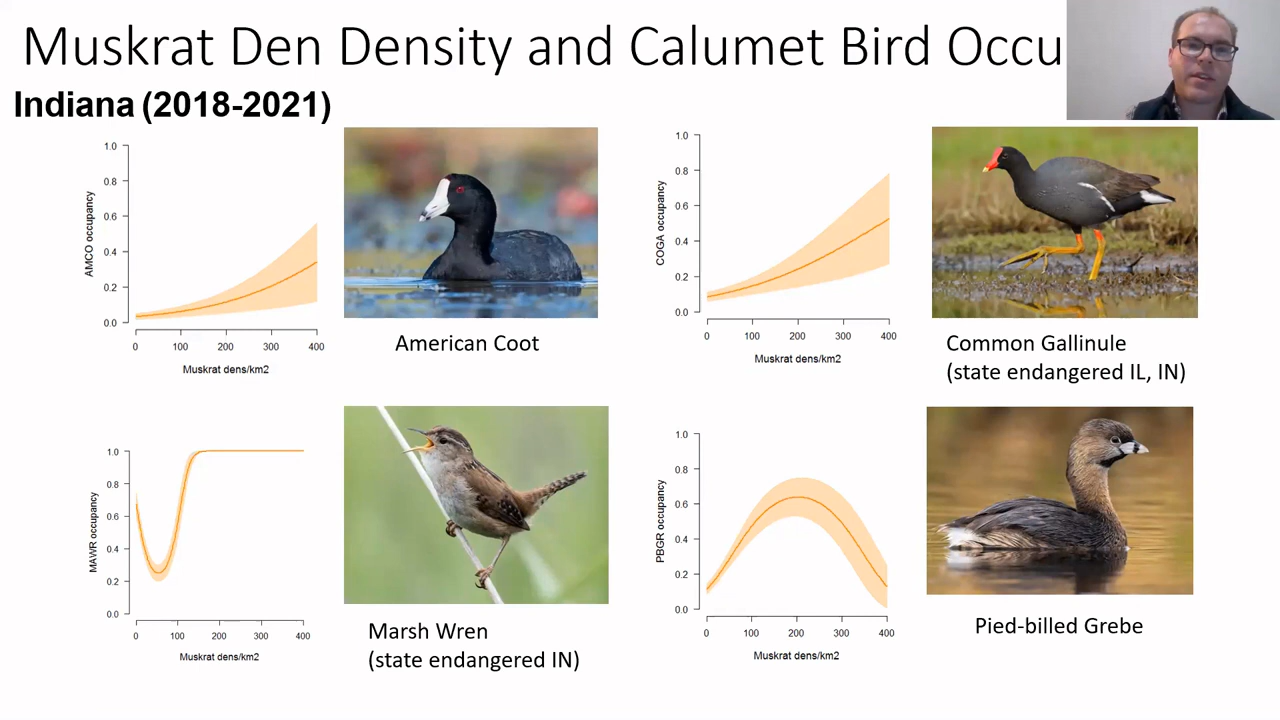 Muskrat Den Density and Calumet Bird Occu
Indiana (2018-2021)
AMCO occupancy
1.0
0.8
0.6
0.4
0.2
0.0
0 100 200 300 400
Muskrat dens/km2
American Coot
COGA occupancy
1.0
0.8
0.6
0.4
0.2
0.0
0 100 200 300 400
Muskrat dens/km2
Common Gallinule
(state endangered IL, IN)
MAWR occupancy
1.0
0.8
0.6
0.4
0.2
0.0
0 100 200 300 400
Muskrat dens/km2
Marsh Wren
(state endangered IN)
PBGR occupancy
1.0
0.8
0.6
0.4
0.2
0.0
0 100 200 300 400
Muskrat dens/km2
Pied-billed Grebe